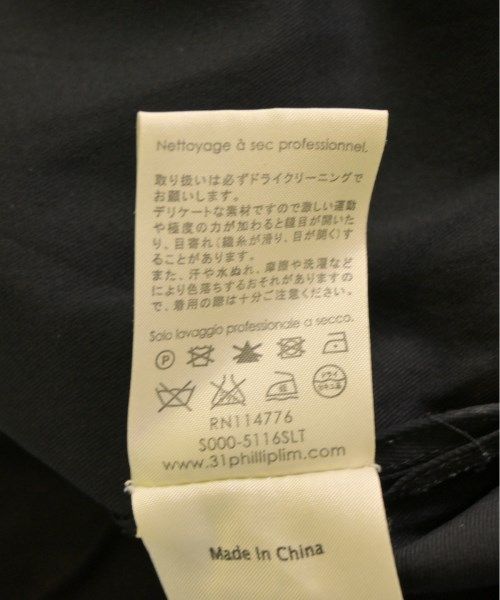 Nettoyage à sec professionnel.
取り扱いは必ずドライクリーニングで
お願いします。
デリケートな素材ですので激しい運動
や極度の力が加わると縫目が開いた
り、目寄れ(縫糸が滑り、目が開く)す
ることがあります。
また、汗や水ぬれ、摩擦や洗濯など
により色落ちするおそれがありますの
で、着用の際は十分ご注意ください。
Solo lavaggio professionale a secco.
P
ドライ
RN114776
S000-5116SLT
www.31philliplim.com
Made In China